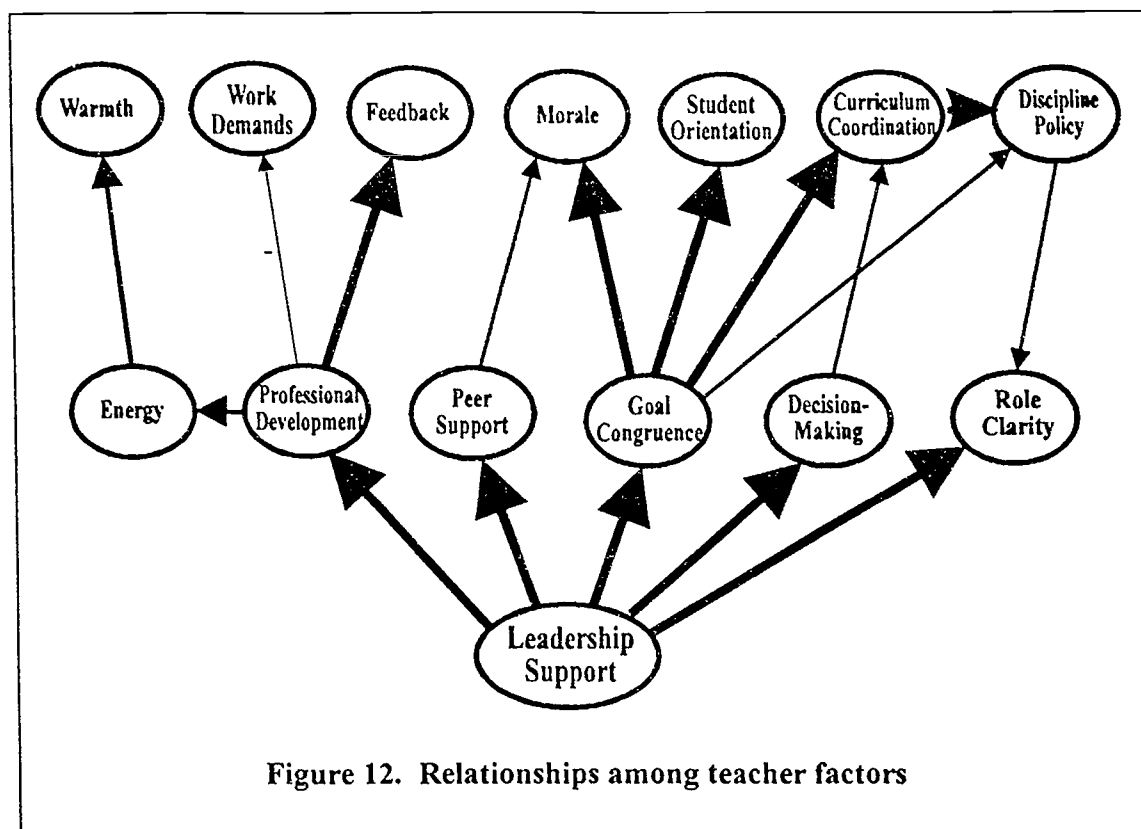 Warmth
Work
Demands
Feedback
Morale
Student
Orientation
Curriculum
Coordination
Discipline
Policy
-
Energy
Professional
Development
Peer
Support
Goal
Congruence
Decision-
Making
Role
Clarity
Leadership
Support
Figure 12. Relationships among teacher factors